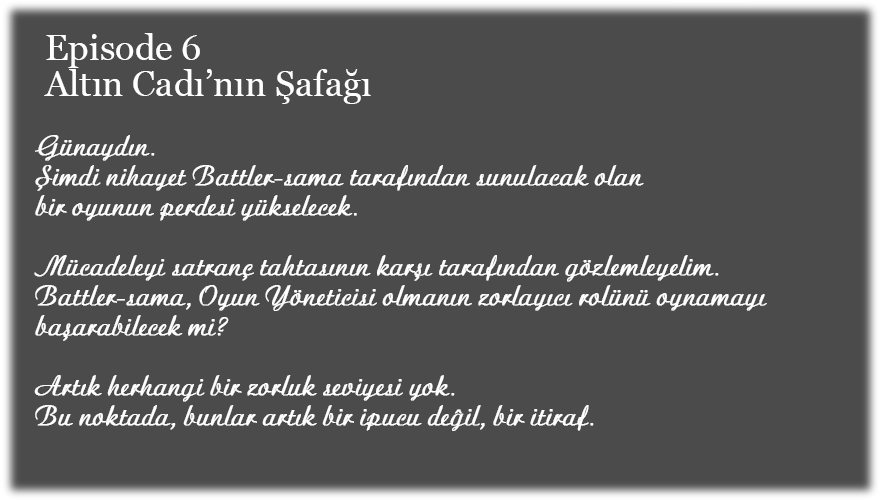 Episode 6
Altın Cadı’nın Şafağı
Günaydın.
Şimdi nihayet Battler-sama tarafından sunulacak olan
bir oyunun perdesi yükselecek.
Mücadeleyi satranç tahtasının karşı tarafından gözlemleyelim.
Battler-sama, Oyun Yöneticisi olmanın zorlayıcı rolünü oynamayı
başarabilecek mi?
Artık herhangi bir zorluk seviyesi yok.
Bu noktada, bunlar artık bir ipucu değil, bir itiraf.